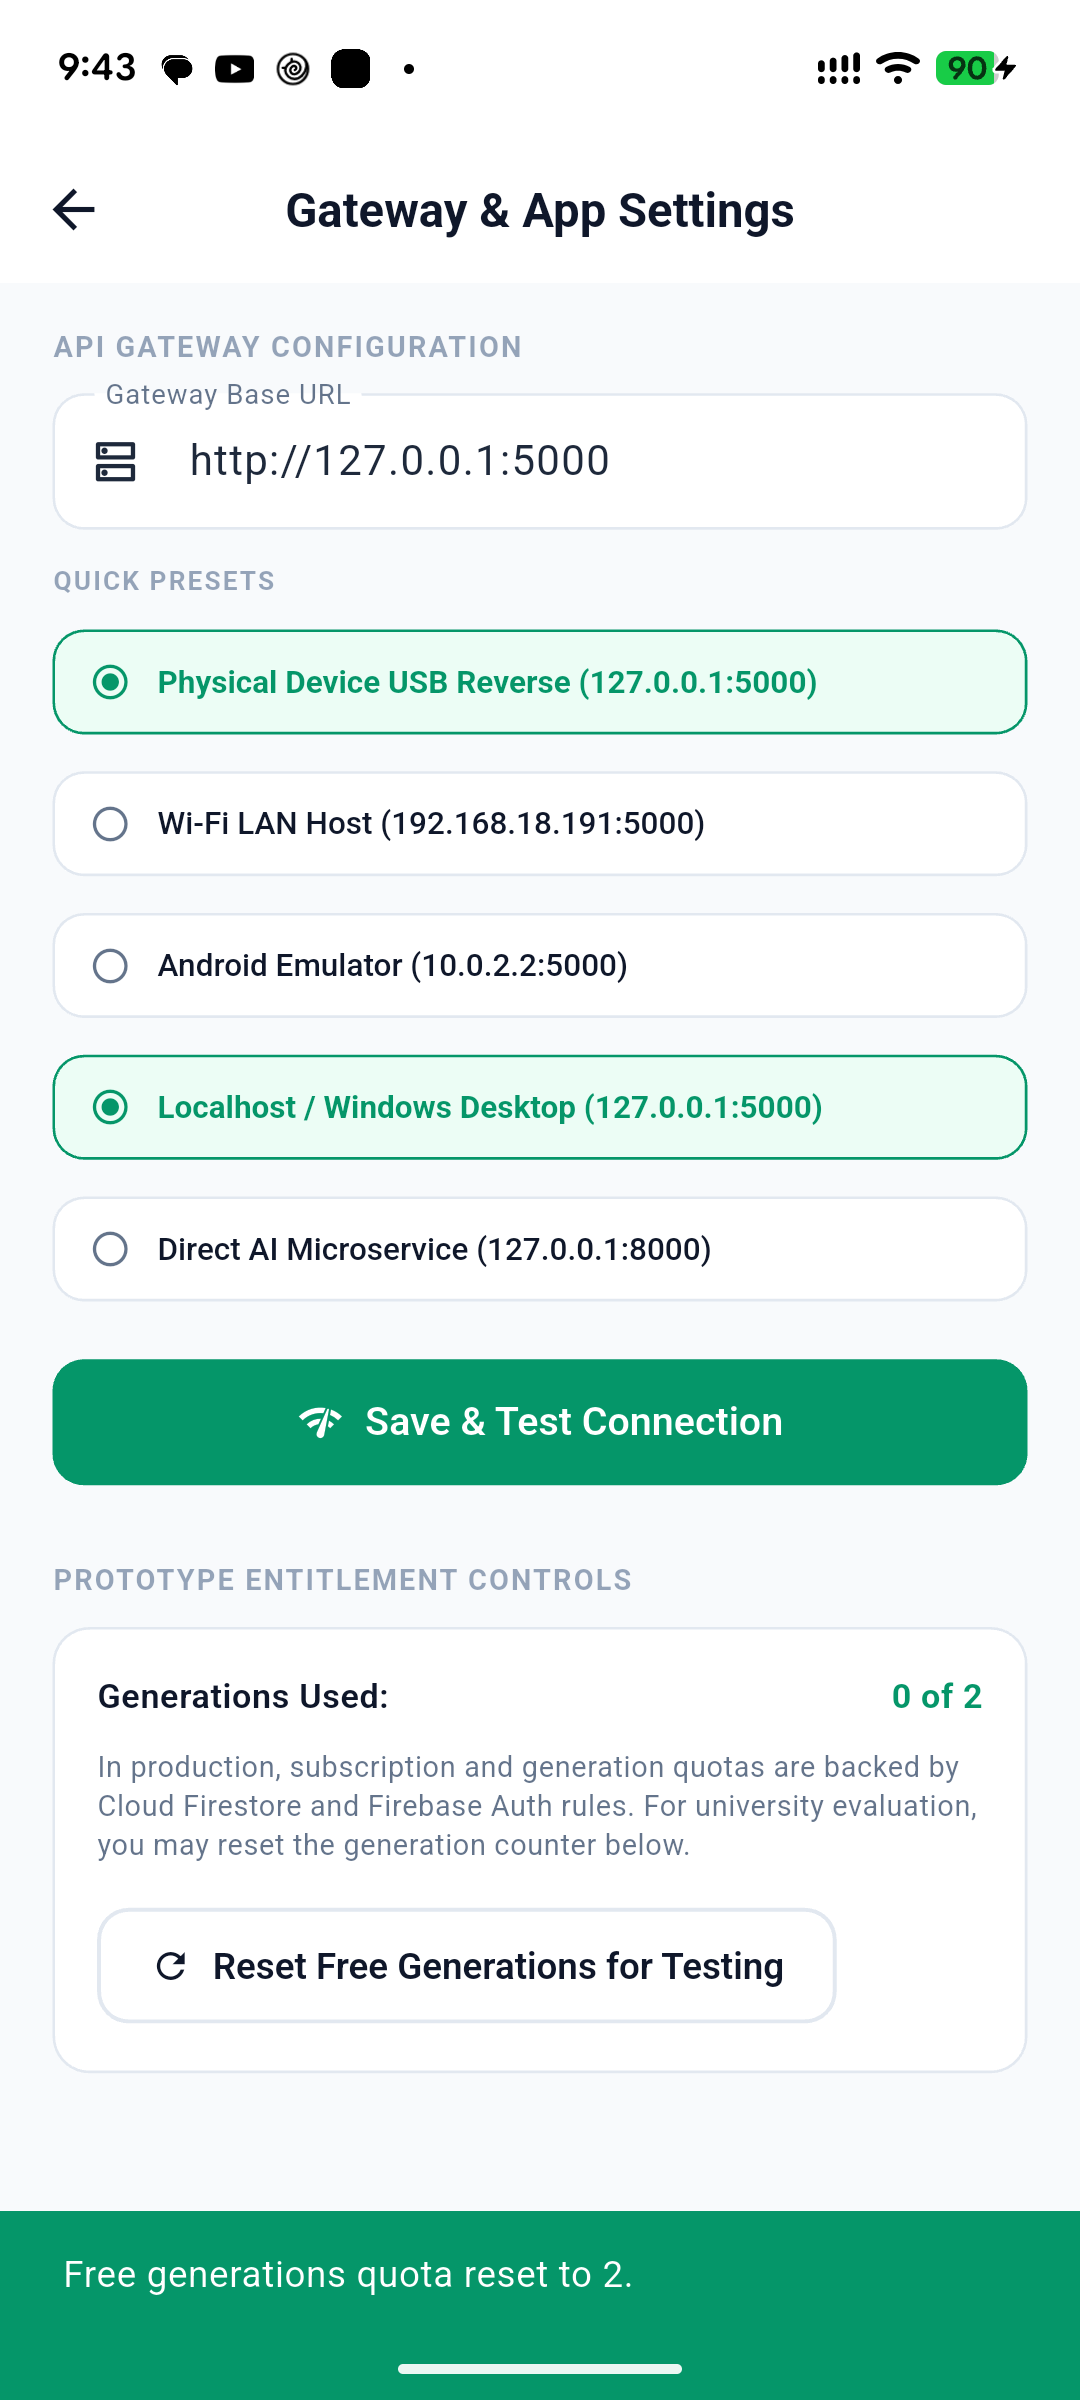 9:43
90
Gateway & App Settings
API GATEWAY CONFIGURATION
Gateway Base URL
http://127.0.0.1:5000
QUICK PRESETS
Physical Device USB Reverse (127.0.0.1:5000)
Wi-Fi LAN Host (192.168.18.191:5000)
Android Emulator (10.0.2.2:5000)
Localhost / Windows Desktop (127.0.0.1:5000)
Direct AI Microservice (127.0.0.1:8000)
Save & Test Connection
PROTOTYPE ENTITLEMENT CONTROLS
Generations Used:
0 of 2
In production, subscription and generation quotas are backed by
Cloud Firestore and Firebase Auth rules. For university evaluation,
you may reset the generation counter below.
Reset Free Generations for Testing
Free generations quota reset to 2.